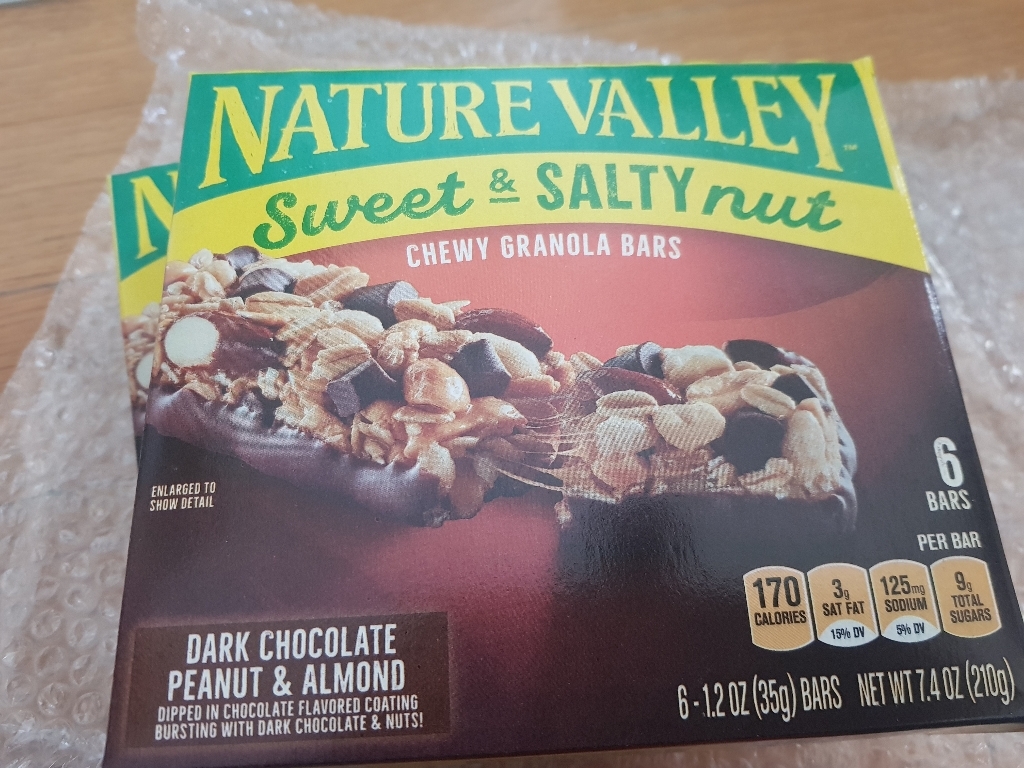 NATURE VALLEY™
Sweet & SALTY nut
CHEWY GRANOLA BARS
N
ENLARGED TO
SHOW DETAIL
6
BARS
PER BAR
170
CALORIES
3g
SAT FAT
15% DV
125mg
SODIUM
5% DV
9g
TOTAL
SUGARS
DARK CHOCOLATE
PEANUT & ALMOND
DIPPED IN CHOCOLATE FLAVORED COATING
BURSTING WITH DARK CHOCOLATE & NUTS!
6 - 1.2 OZ (35g) BARS NET WT 7.4 OZ (210g)